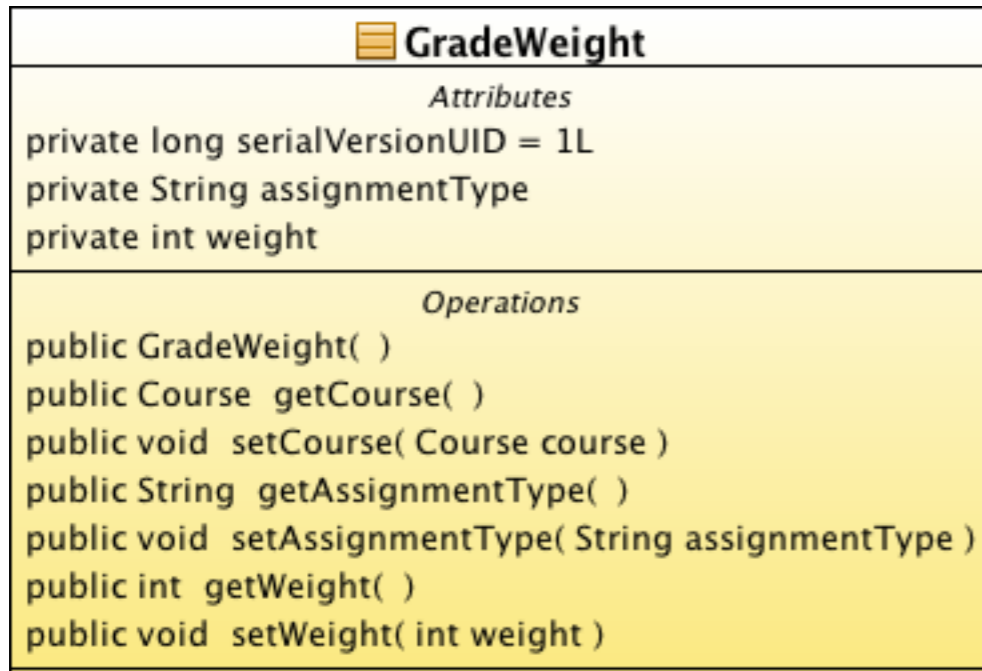 GradeWeight
Attributes
private long serialVersionUID = 1L
private String assignmentType
private int weight
Operations
public GradeWeight( )
public Course  getCourse( )
public void  setCourse( Course course )
public String  getAssignmentType( )
public void  setAssignmentType( String assignmentType )
public int  getWeight( )
public void  setWeight( int weight )